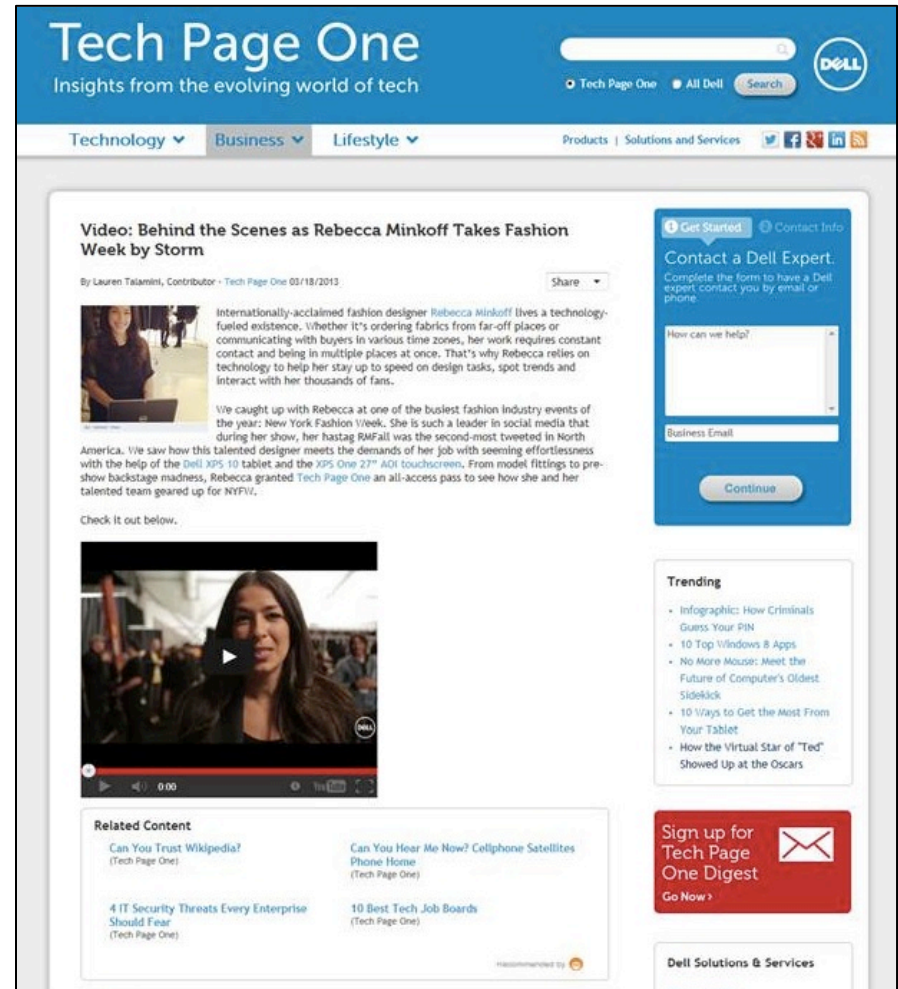 Tech Page One
Insights from the evolving world of tech
Tech Page One
All Dell
Search
DELL
Technology
Business
Lifestyle
Products | Solutions and Services
Video: Behind the Scenes as Rebecca Minkoff Takes Fashion
Week by Storm
By Lauren Talamini, Contributor - Tech Page One 03/18/2013
Share
Internationally-acclaimed fashion designer Rebecca Minkoff lives a technology-
fueled existence. Whether it's ordering fabrics from far-off places or
communicating with buyers in various time zones, her work requires constant
contact and being in multiple places at once. That's why Rebecca relies on
technology to help her stay up to speed on design tasks, spot trends and
interact with her thousands of fans.
We caught up with Rebecca at one of the busiest fashion industry events of
the year: New York Fashion Week. She is such a leader in social media that
during her show, her hastag RMFall was the second-most tweeted in North
America. We saw how this talented designer meets the demands of her job with seeming effortlessness
with the help of the Dell XPS 10 tablet and the XPS One 27" AOI touchscreen. From model fittings to pre-
show backstage madness, Rebecca granted Tech Page One an all-access pass to see how she and her
talented team geared up for NYFW.
Check it out below.
DELL
0:00
YouTube
Related Content
Can You Trust Wikipedia?
(Tech Page One)
Can You Hear Me Now? Cellphone Satellites
Phone Home
(Tech Page One)
4 IT Security Threats Every Enterprise
Should Fear
(Tech Page One)
10 Best Tech Job Boards
(Tech Page One)
recommended by
1 Get Started
2 Contact Info
Contact a Dell Expert.
Complete the form to have a Dell
expert contact you by email or
phone.
How can we help?
Business Email
Continue
Trending
Infographic: How Criminals
Guess Your PIN
10 Top Windows 8 Apps
No More Mouse: Meet the
Future of Computer's Oldest
Sidekick
10 Ways to Get the Most From
Your Tablet
How the Virtual Star of "Ted"
Showed Up at the Oscars
Sign up for
Tech Page
One Digest
Go Now >
Dell Solutions & Services